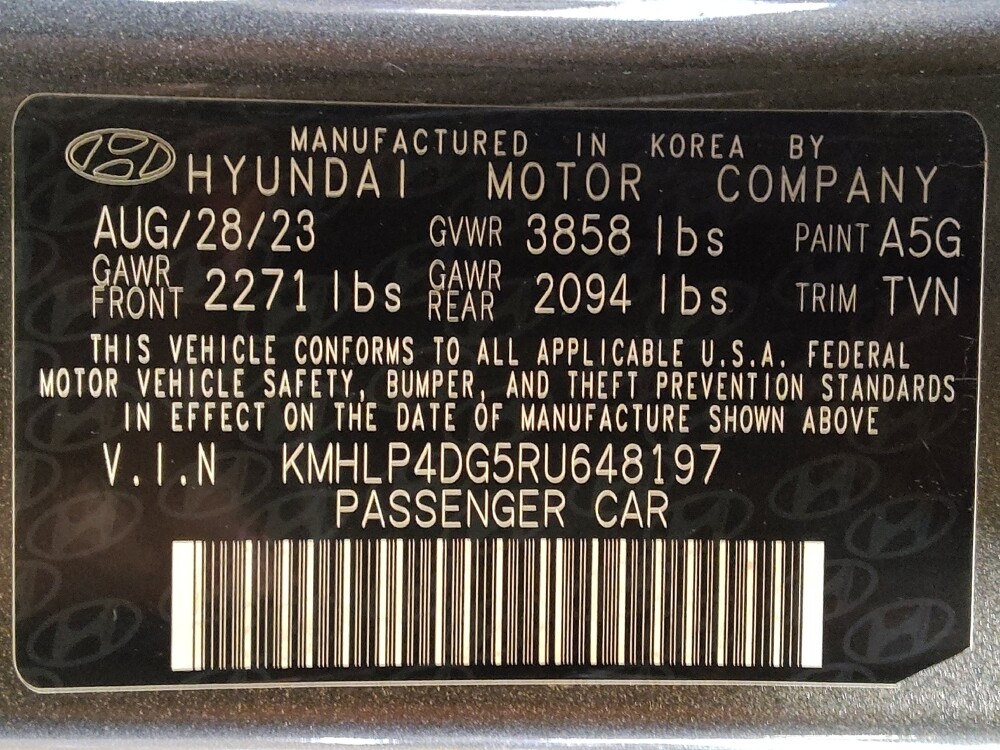 MANUFACTURED IN KOREA BY
HYUNDAI MOTOR COMPANY
AUG/28/23 GVWR 3858 lbs PAINT A5G
GAWR FRONT 2271 lbs GAWR REAR 2094 lbs TRIM TVN
THIS VEHICLE CONFORMS TO ALL APPLICABLE U.S.A. FEDERAL
MOTOR VEHICLE SAFETY, BUMPER, AND THEFT PREVENTION STANDARDS
IN EFFECT ON THE DATE OF MANUFACTURE SHOWN ABOVE
V.I.N KMHLP4DG5RU648197
PASSENGER CAR